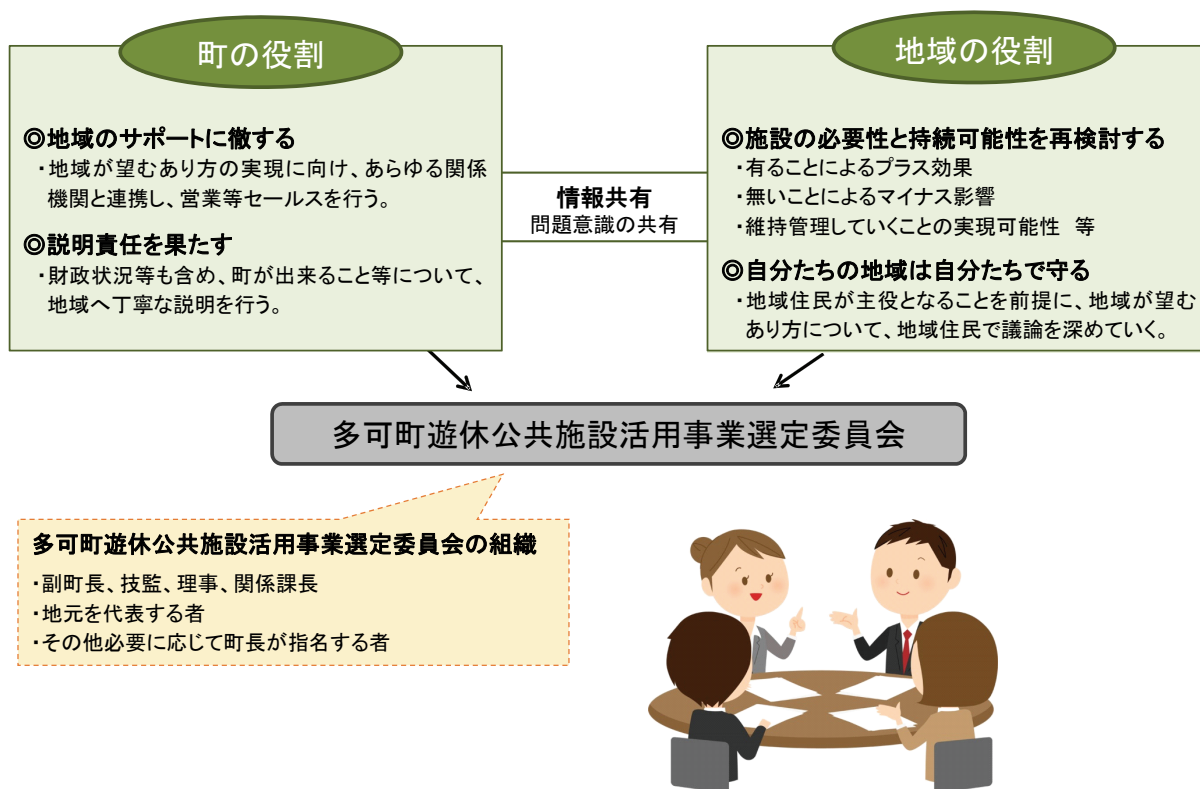 町の役割
◎地域のサポートに徹する
・地域が望むあり方の実現に向け、あらゆる関係
機関と連携し、営業等セールスを行う。
◎説明責任を果たす
・財政状況等も含め、町が出来ること等について、
地域へ丁寧な説明を行う。
情報共有
問題意識の共有
地域の役割
◎施設の必要性と持続可能性を再検討する
・有ることによるプラス効果
・無いことによるマイナス影響
・維持管理していくことの実現可能性　等
◎自分たちの地域は自分たちで守る
・地域住民が主役となることを前提に、地域が望む
あり方について、地域住民で議論を深めていく。
多可町遊休公共施設活用事業選定委員会
多可町遊休公共施設活用事業選定委員会の組織
・副町長、技監、理事、関係課長
・地元を代表する者
・その他必要に応じて町長が指名する者